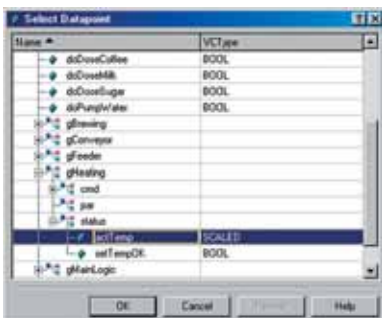 Select Datapoint
Name VCType
doDoseCoffee BOOL
doDoseMilk BOOL
doDoseSugar BOOL
doPumpWater BOOL
gBrewing
gConveyor
gFeeder
gHeating
cmd
par
status
actTemp SCALED
setTempOK BOOL
gMainLogic
OK Cancel Help